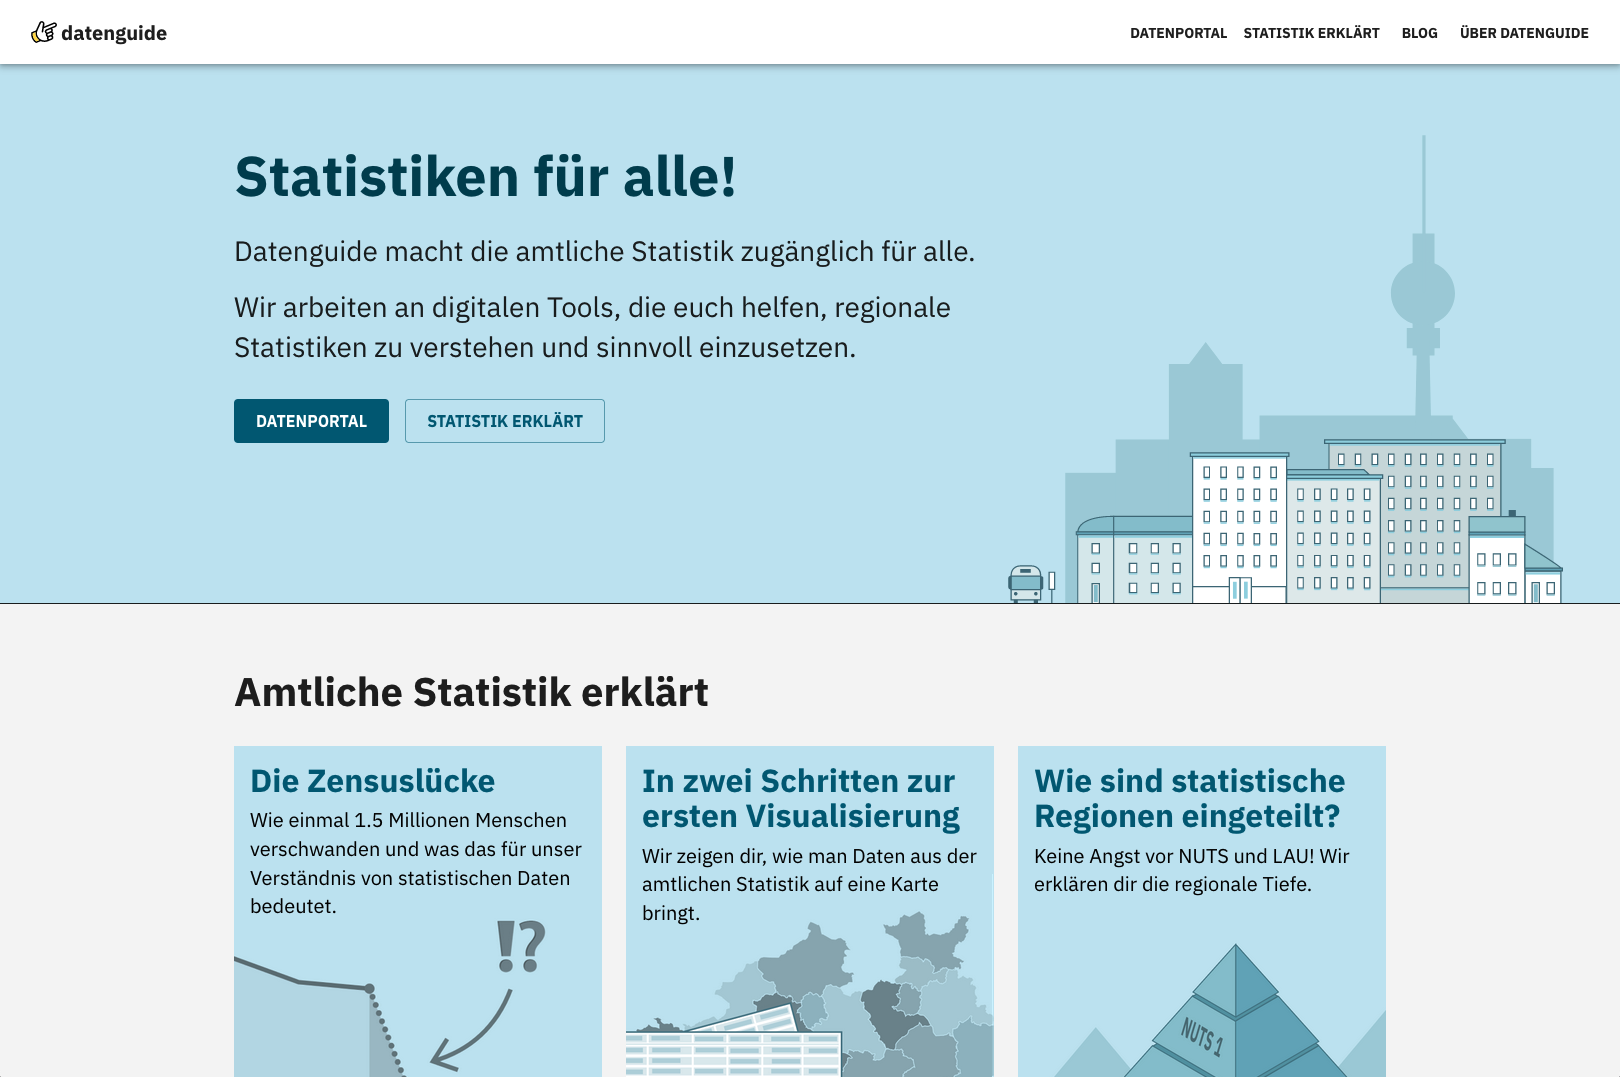 datenguide
DATENPORTAL STATISTIK ERKLÄRT BLOG ÜBER DATENGUIDE
Statistiken für alle!
Datenguide macht die amtliche Statistik zugänglich für alle.
Wir arbeiten an digitalen Tools, die euch helfen, regionale
Statistiken zu verstehen und sinnvoll einzusetzen.
DATENPORTAL STATISTIK ERKLÄRT
Amtliche Statistik erklärt
Die Zensuslücke
Wie einmal 1.5 Millionen Menschen
verschwanden und was das für unser
Verständnis von statistischen Daten
bedeutet.
!?
In zwei Schritten zur
ersten Visualisierung
Wir zeigen dir, wie man Daten aus der
amtlichen Statistik auf eine Karte
bringt.
Wie sind statistische
Regionen eingeteilt?
Keine Angst vor NUTS und LAU! Wir
erklären dir die regionale Tiefe.
NUTS 1